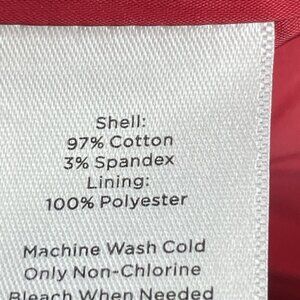 Shell:
97% Cotton
3% Spandex
Lining:
100% Polyester
Machine Wash Cold
Only Non-Chlorine
Bleach When Needed